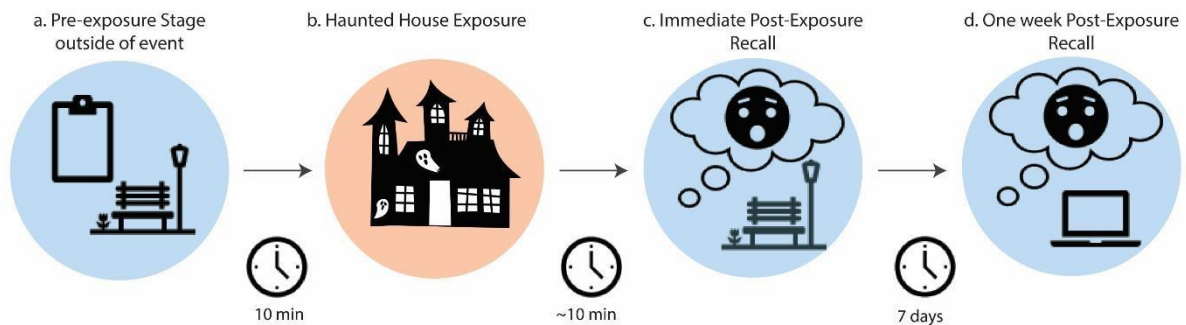 a. Pre-exposure Stage
outside of event
b. Haunted House Exposure
c. Immediate Post-Exposure
Recall
d. One week Post-Exposure
Recall
10 min
~10 min
7 days